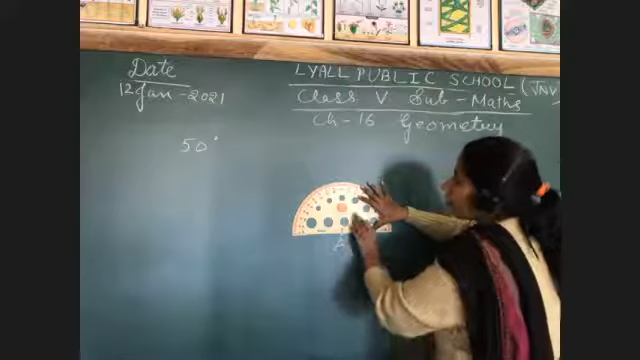 Date
12 Jan - 2021
LYALL PUBLIC SCHOOL (JNV
Class V Sub - Maths
Ch - 16 Geometry
50°
A